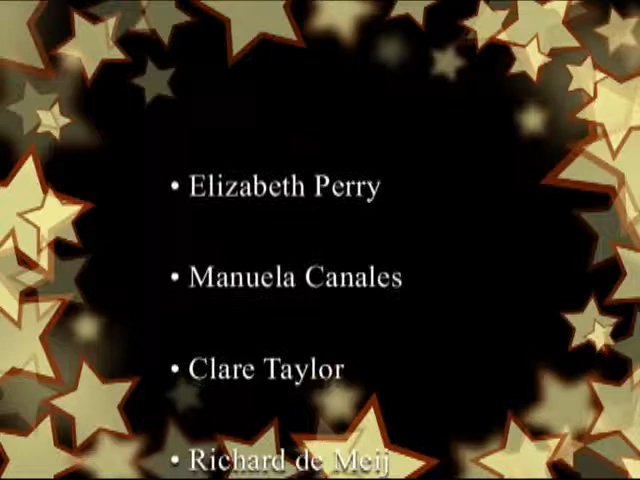 • Elizabeth Perry
• Manuela Canales
• Clare Taylor
• Richard de Meij